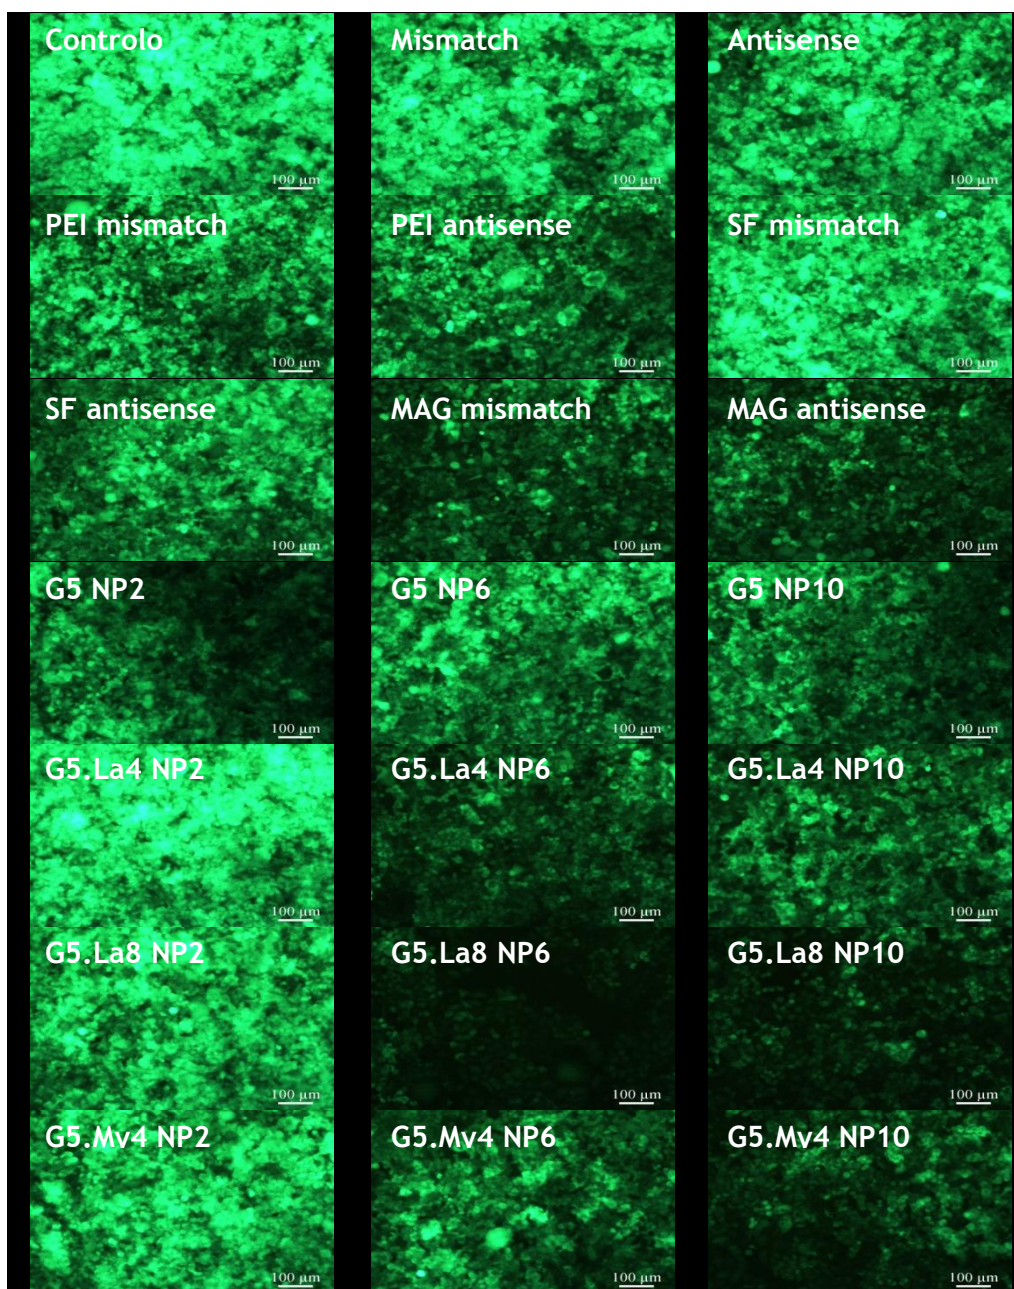 Controlo
Mismatch
Antisense
100 µm
100 µm
100 µm
PEI mismatch
PEI antisense
SF mismatch
100 µm
100 µm
100 µm
SF antisense
MAG mismatch
MAG antisense
100 µm
100 µm
100 µm
G5 NP2
G5 NP6
G5 NP10
100 µm
100 µm
100 µm
G5.La4 NP2
G5.La4 NP6
G5.La4 NP10
100 µm
100 µm
100 µm
G5.La8 NP2
G5.La8 NP6
G5.La8 NP10
100 µm
100 µm
100 µm
G5.Mv4 NP2
G5.Mv4 NP6
G5.Mv4 NP10
100 µm
100 µm
100 µm